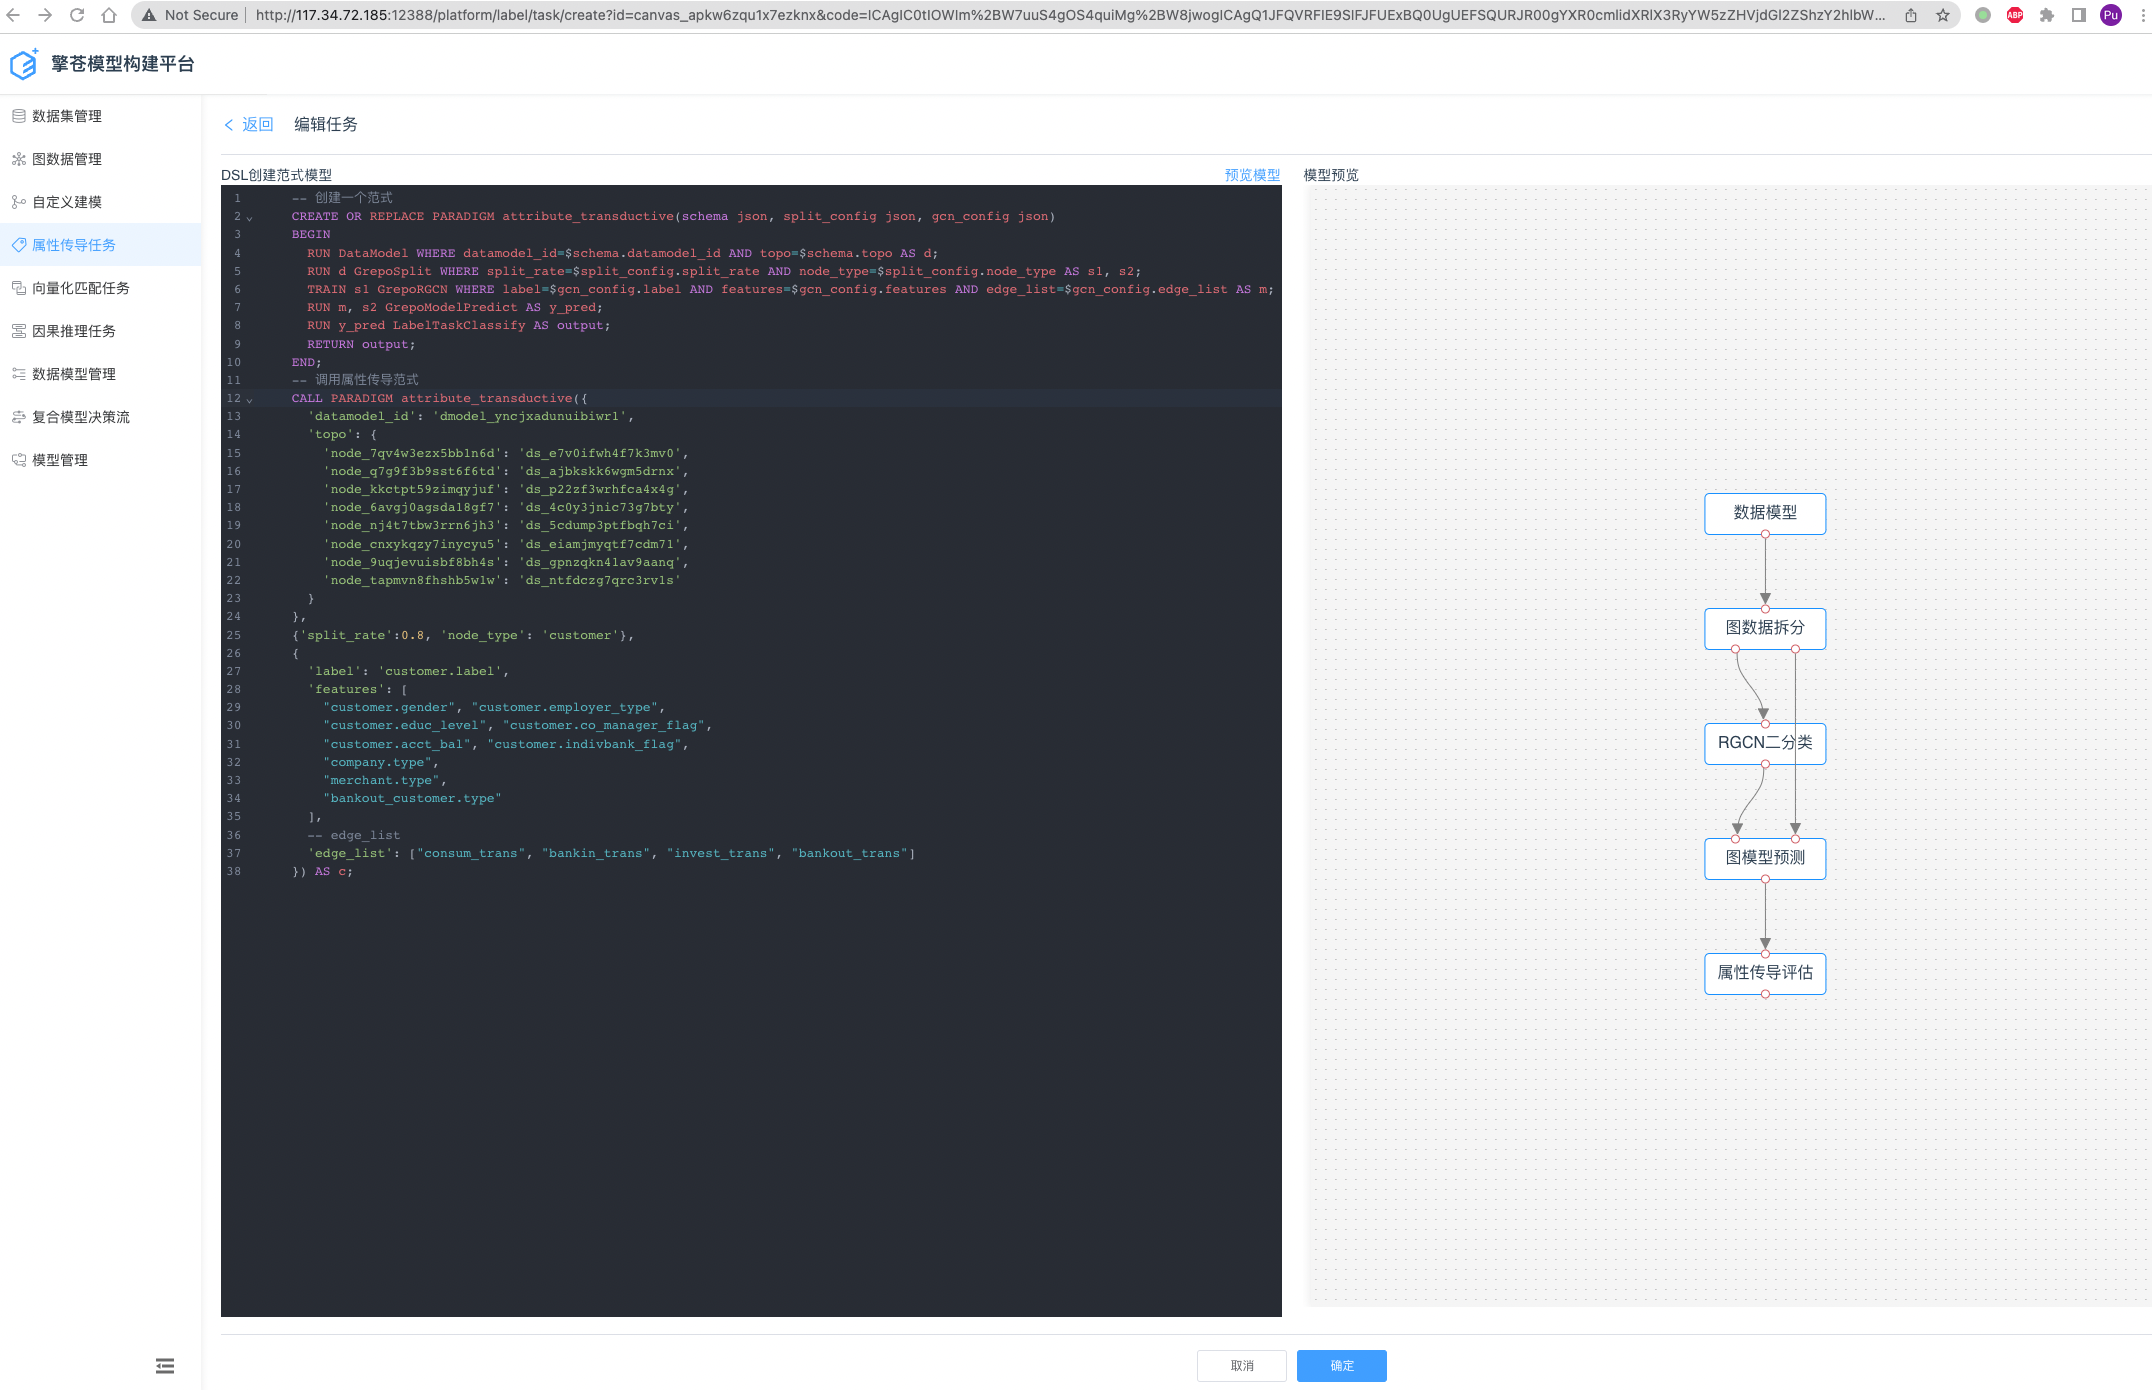 Not Secure
http://117.34.72.185:12388/platform/label/task/create?id=canvas_apkw6zqu1x7ezknx&code=
ABP
Pu
擎苍模型构建平台
数据集管理
图数据管理
自定义建模
属性传导任务
向量化匹配任务
因果推理任务
数据模型管理
复合模型决策流
模型管理
返回 编辑任务
DSL创建范式模型 预览模型
1 -- 创建一个范式
2 CREATE OR REPLACE PARADIGM attribute_transductive(schema json, split_config json, gcn_config json)
3 BEGIN
4 RUN DataModel WHERE datamodel_id=$schema.datamodel_id AND topo=$schema.topo AS d;
5 RUN d GrepoSplit WHERE split_rate=$split_config.split_rate AND node_type=$split_config.node_type AS s1, s2;
6 TRAIN s1 GrepoRGCN WHERE label=$gcn_config.label AND features=$gcn_config.features AND edge_list=$gcn_config.edge_list AS m;
7 RUN m, s2 GrepoModelPredict AS y_pred;
8 RUN y_pred LabelTaskClassify AS output;
9 RETURN output;
10 END;
11 -- 调用属性传导范式
12 CALL PARADIGM attribute_transductive({
13 'datamodel_id': 'dmodel_yncjxadunuibiwr1',
14 'topo': {
15 'node_7qv4w3ezx5bb1n6d': 'ds_e7v0ifwh4f7k3mv0',
16 'node_q7g9f3b9sst6f6td': 'ds_ajbkskk6wgm5drnx',
17 'node_kkctpt59zimqyjuf': 'ds_p22zf3wrhfca4x4g',
18 'node_6avgj0agsda18gf7': 'ds_4c0y3jnic73g7bty',
19 'node_nj4t7tbw3rrn6jh3': 'ds_5cdump3ptfbqh7ci',
20 'node_cnxykqzy7inycyu5': 'ds_eiamjmyqtf7cdm71',
21 'node_9uqjevuisbf8bh4s': 'ds_gpnzqkn41av9aanq',
22 'node_tapmvn8fhshb5w1w': 'ds_ntfdczg7qrc3rv1s'
23 }
24 },
25 {'split_rate':0.8, 'node_type': 'customer'},
26 {
27 'label': 'customer.label',
28 'features': [
29 "customer.gender", "customer.employer_type",
30 "customer.educ_level", "customer.co_manager_flag",
31 "customer.acct_bal", "customer.indivbank_flag",
32 "company.type",
33 "merchant.type",
34 "bankout_customer.type"
35 ],
36 -- edge_list
37 'edge_list': ["consum_trans", "bankin_trans", "invest_trans", "bankout_trans"]
38 }) AS c;
模型预览
数据模型
图数据拆分
RGCN二分类
图模型预测
属性传导评估
取消
确定